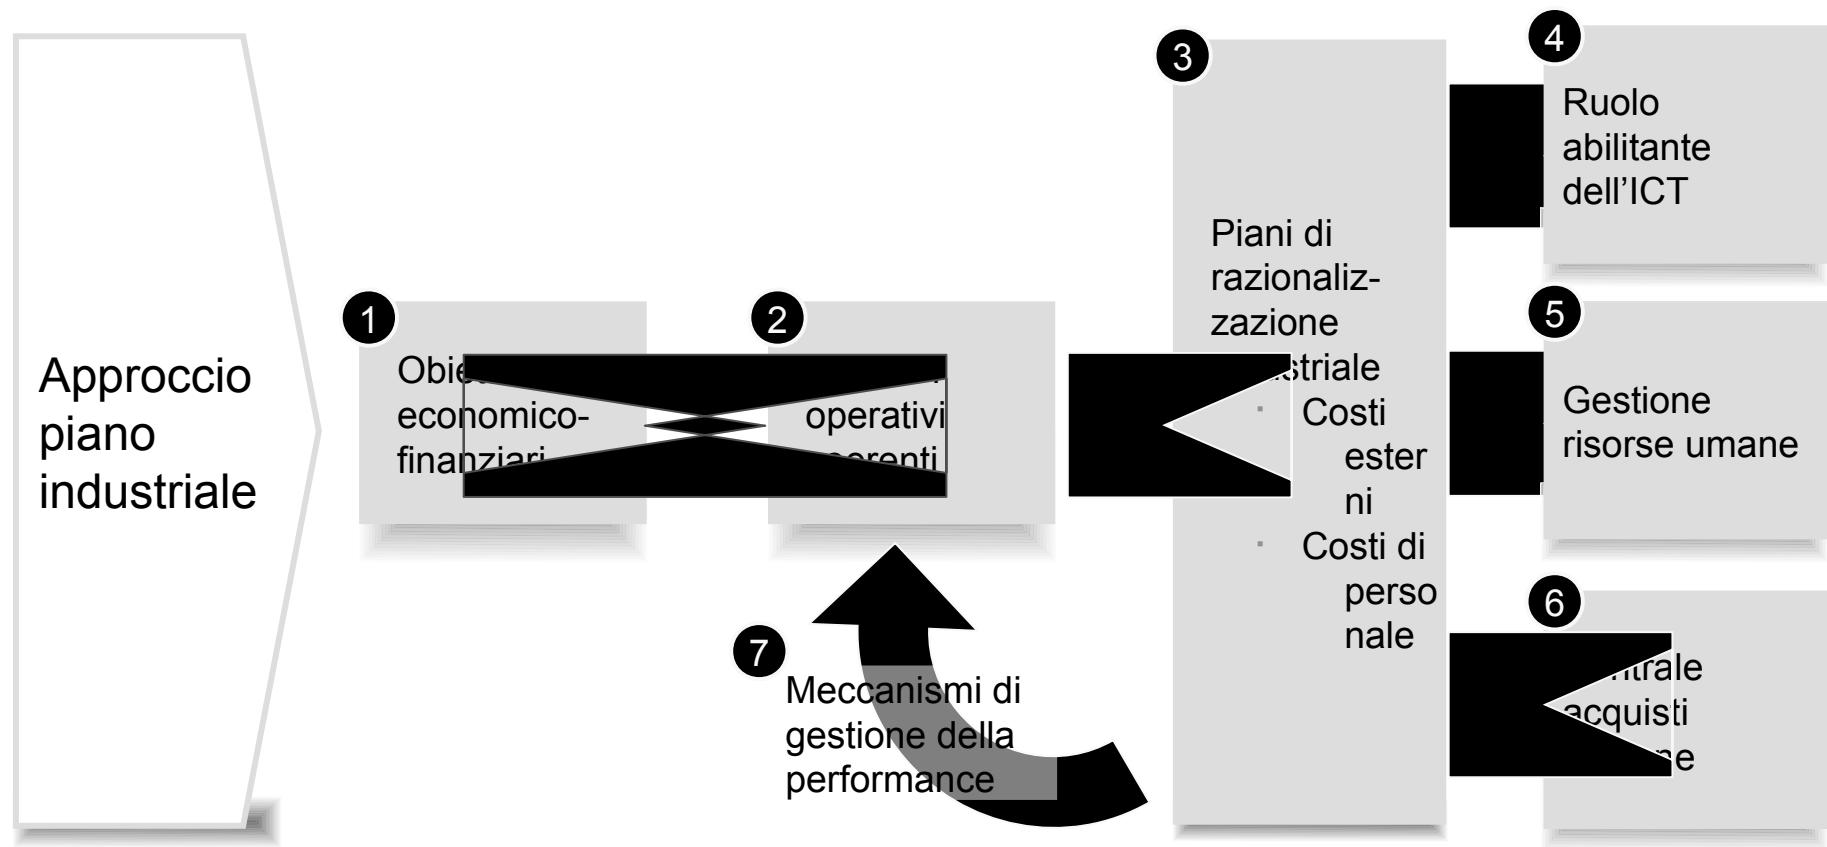 Approccio
piano
industriale
1
economico-
finanziari
2
operativi
3
Piani di
razionaliz-
zazione
Costi
ester
ni
Costi di
perso
nale
4
Ruolo
abilitante
dell’ICT
5
Gestione
risorse umane
6
acquisti
7
Meccanismi di
gestione della
performance